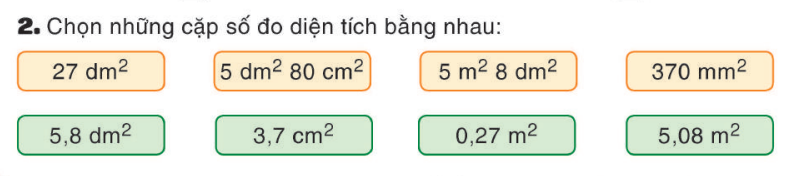 2. Chọn những cặp số đo diện tích bằng nhau:
27 dm² 5 dm² 80 cm² 5 m² 8 dm² 370 mm²
5,8 dm² 3,7 cm² 0,27 m² 5,08 m²